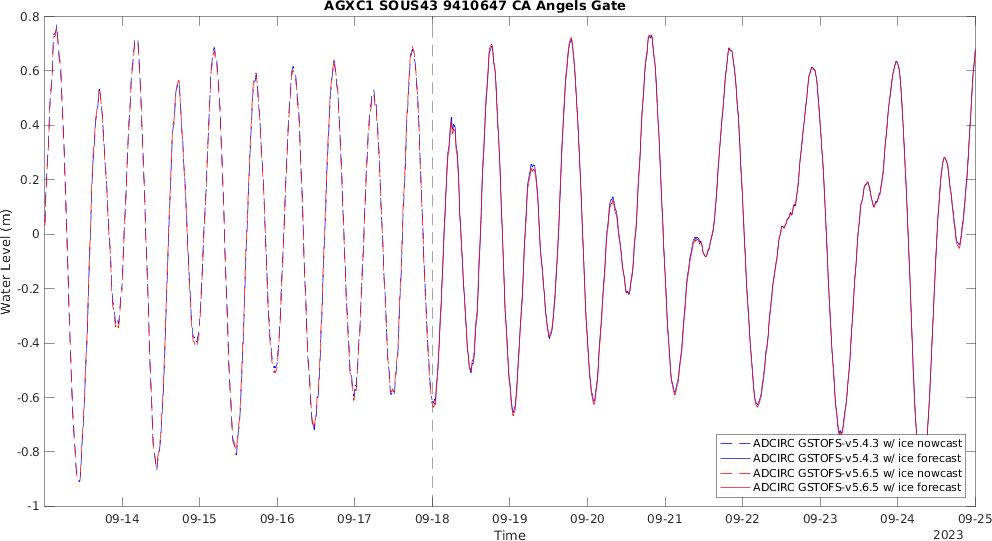 AGXC1 SOUS43 9410647 CA Angels Gate
0.8
0.6
0.4
0.2
0
-0.2
-0.4
-0.6
-0.8
-1
Water Level (m)
09-14 09-15 09-16 09-17 09-18 09-19 09-20 09-21 09-22 09-23 09-24 09-25
Time
2023
ADCIRC GSTOFS-v5.4.3 w/ ice nowcast
ADCIRC GSTOFS-v5.4.3 w/ ice forecast
ADCIRC GSTOFS-v5.6.5 w/ ice nowcast
ADCIRC GSTOFS-v5.6.5 w/ ice forecast